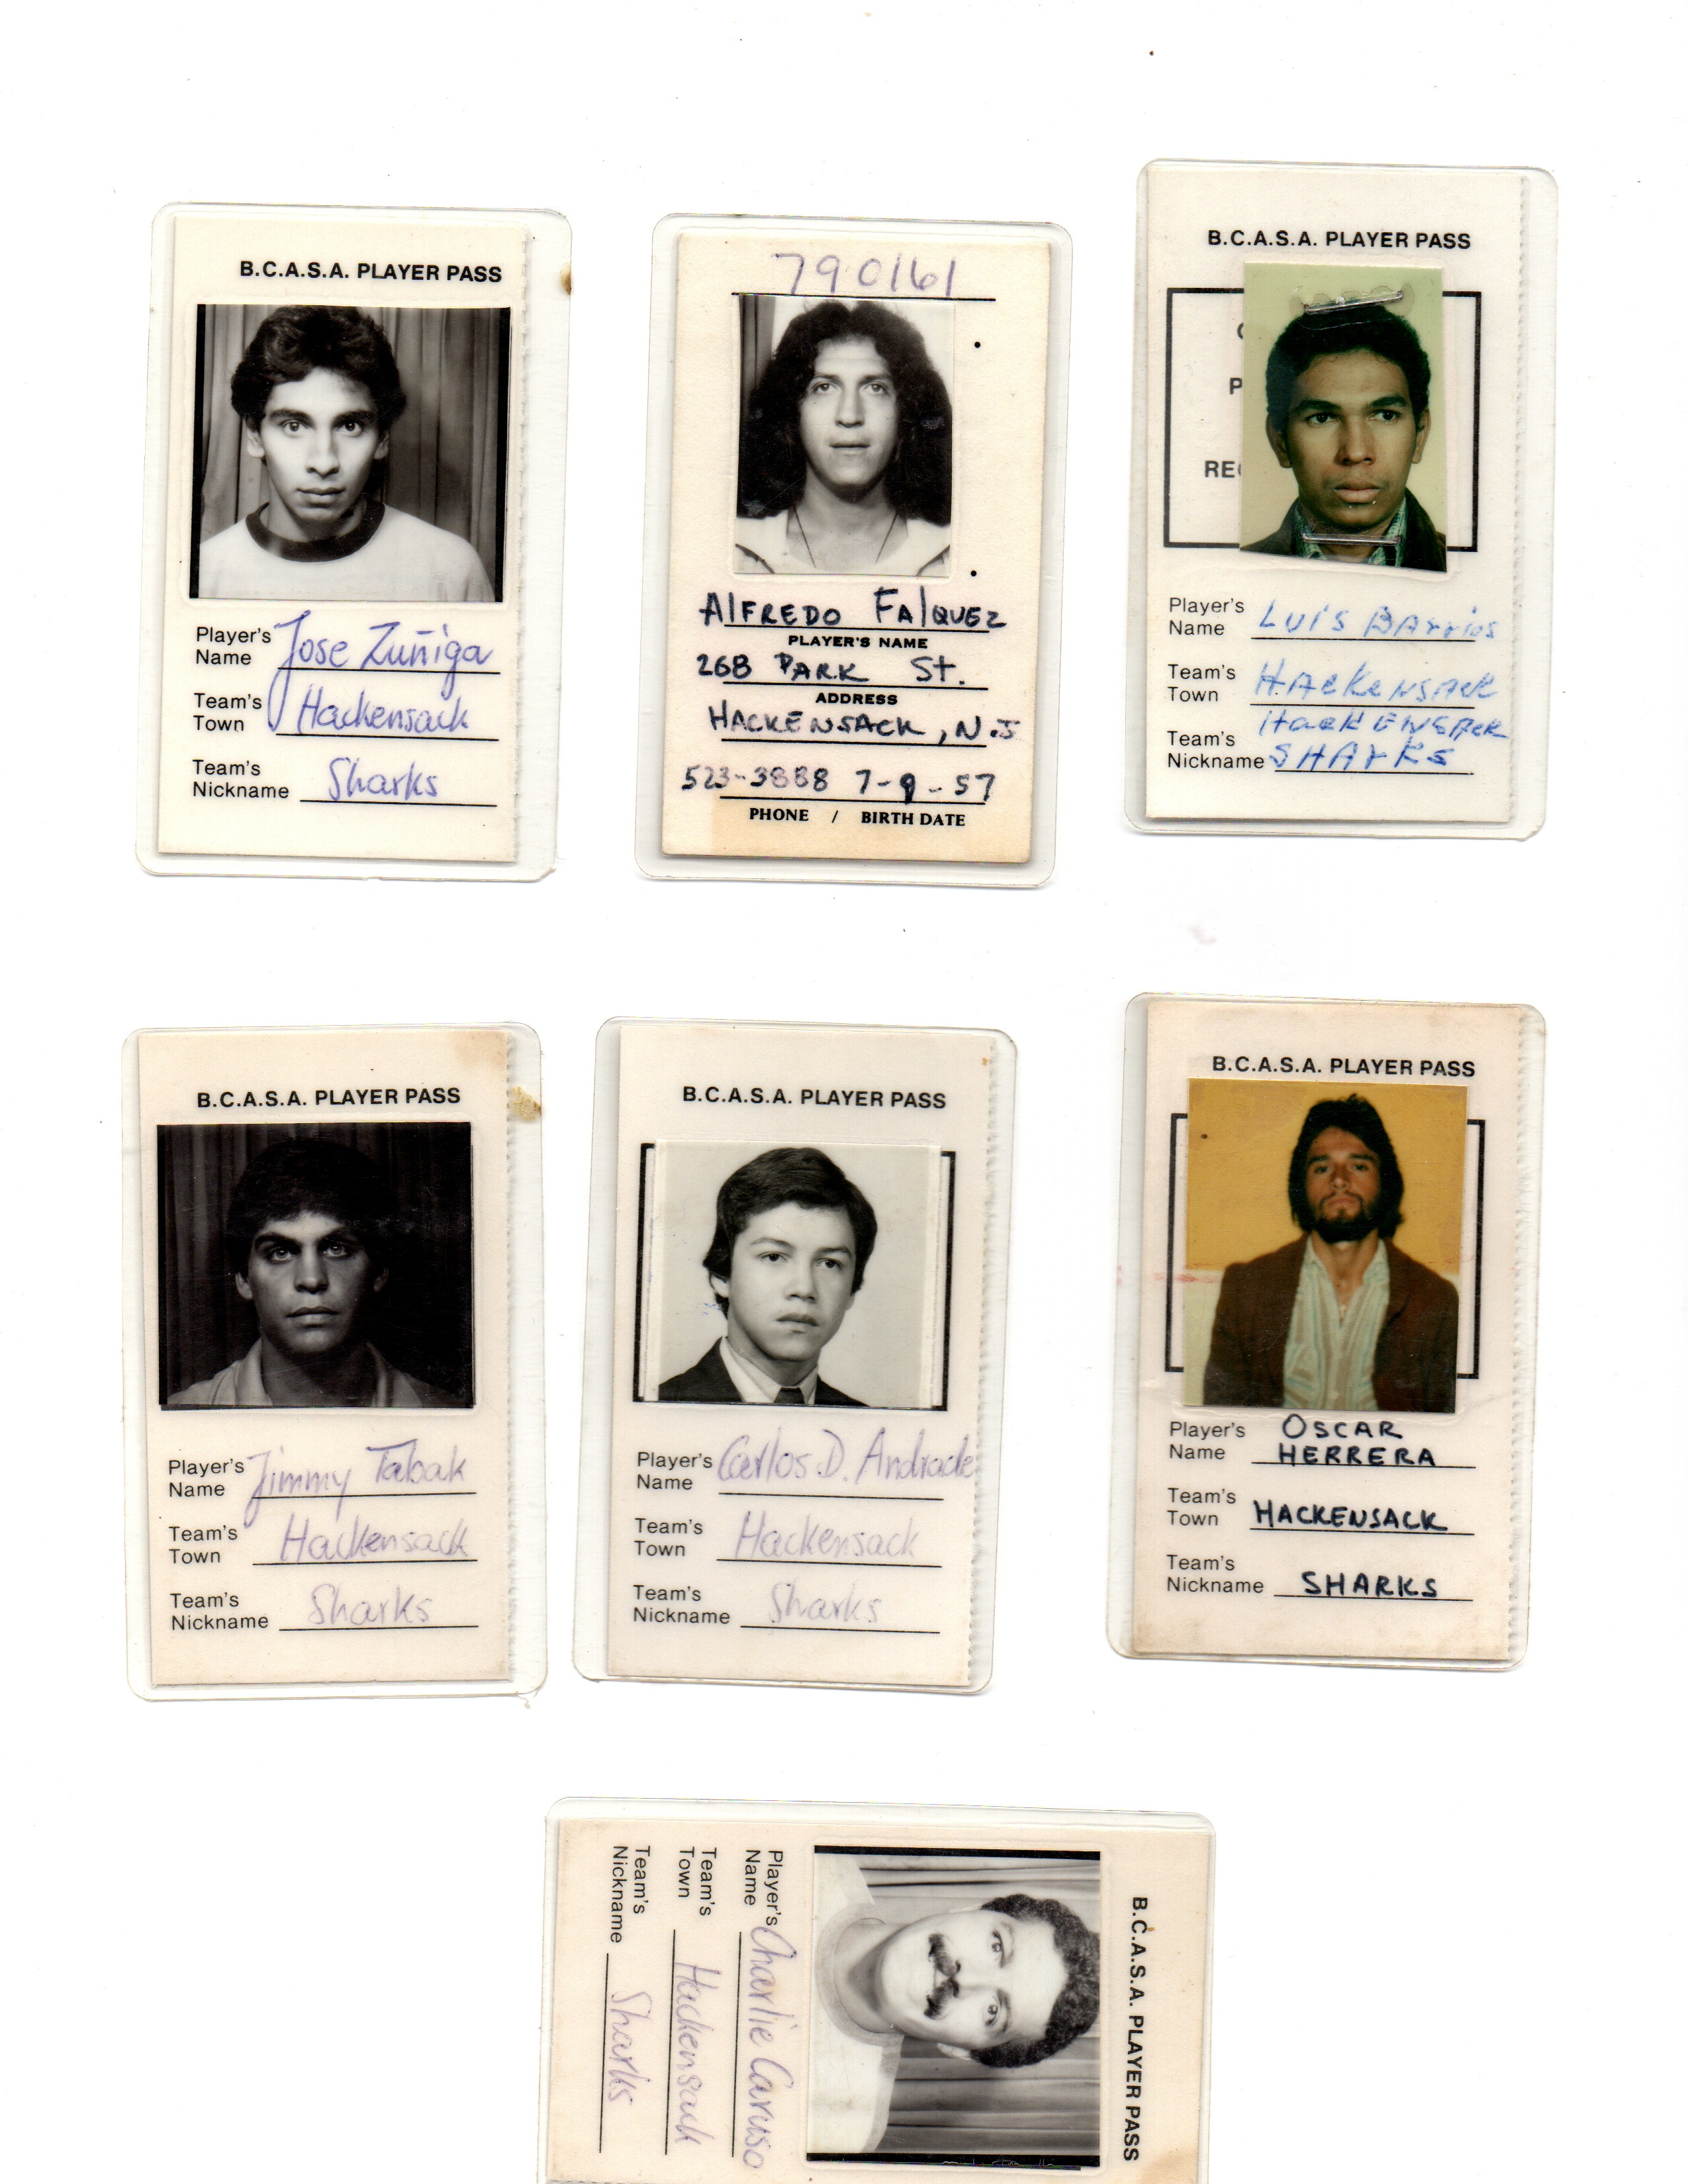 B.C.A.S.A. PLAYER PASS
Player's Name Jose Zuñiga
Team's Town Hackensack
Team's Nickname Sharks
790161
ALFREDO FALQUEZ
PLAYER'S NAME
268 PARK St.
ADDRESS
HACKENSACK, N.J
523-3888 7-9-57
PHONE / BIRTH DATE
B.C.A.S.A. PLAYER PASS
P
REC
Player's Name LUIS BArrios
Team's Town HAcKeNSAcK
HacKENSAcK
Team's Nickname SHArKS
B.C.A.S.A. PLAYER PASS
Player's Name Jimmy Tabak
Team's Town Hackensack
Team's Nickname Sharks
B.C.A.S.A. PLAYER PASS
Player's Name Carlos D. Andrade
Team's Town Hackensack
Team's Nickname Sharks
B.C.A.S.A. PLAYER PASS
Player's Name OSCAR
HERRERA
Team's Town HACKENSACK
Team's Nickname SHARKS
B.C.A.S.A. PLAYER PASS
Player's Name Charlie Caruso
Team's Town Hackensack
Team's Nickname Sharks